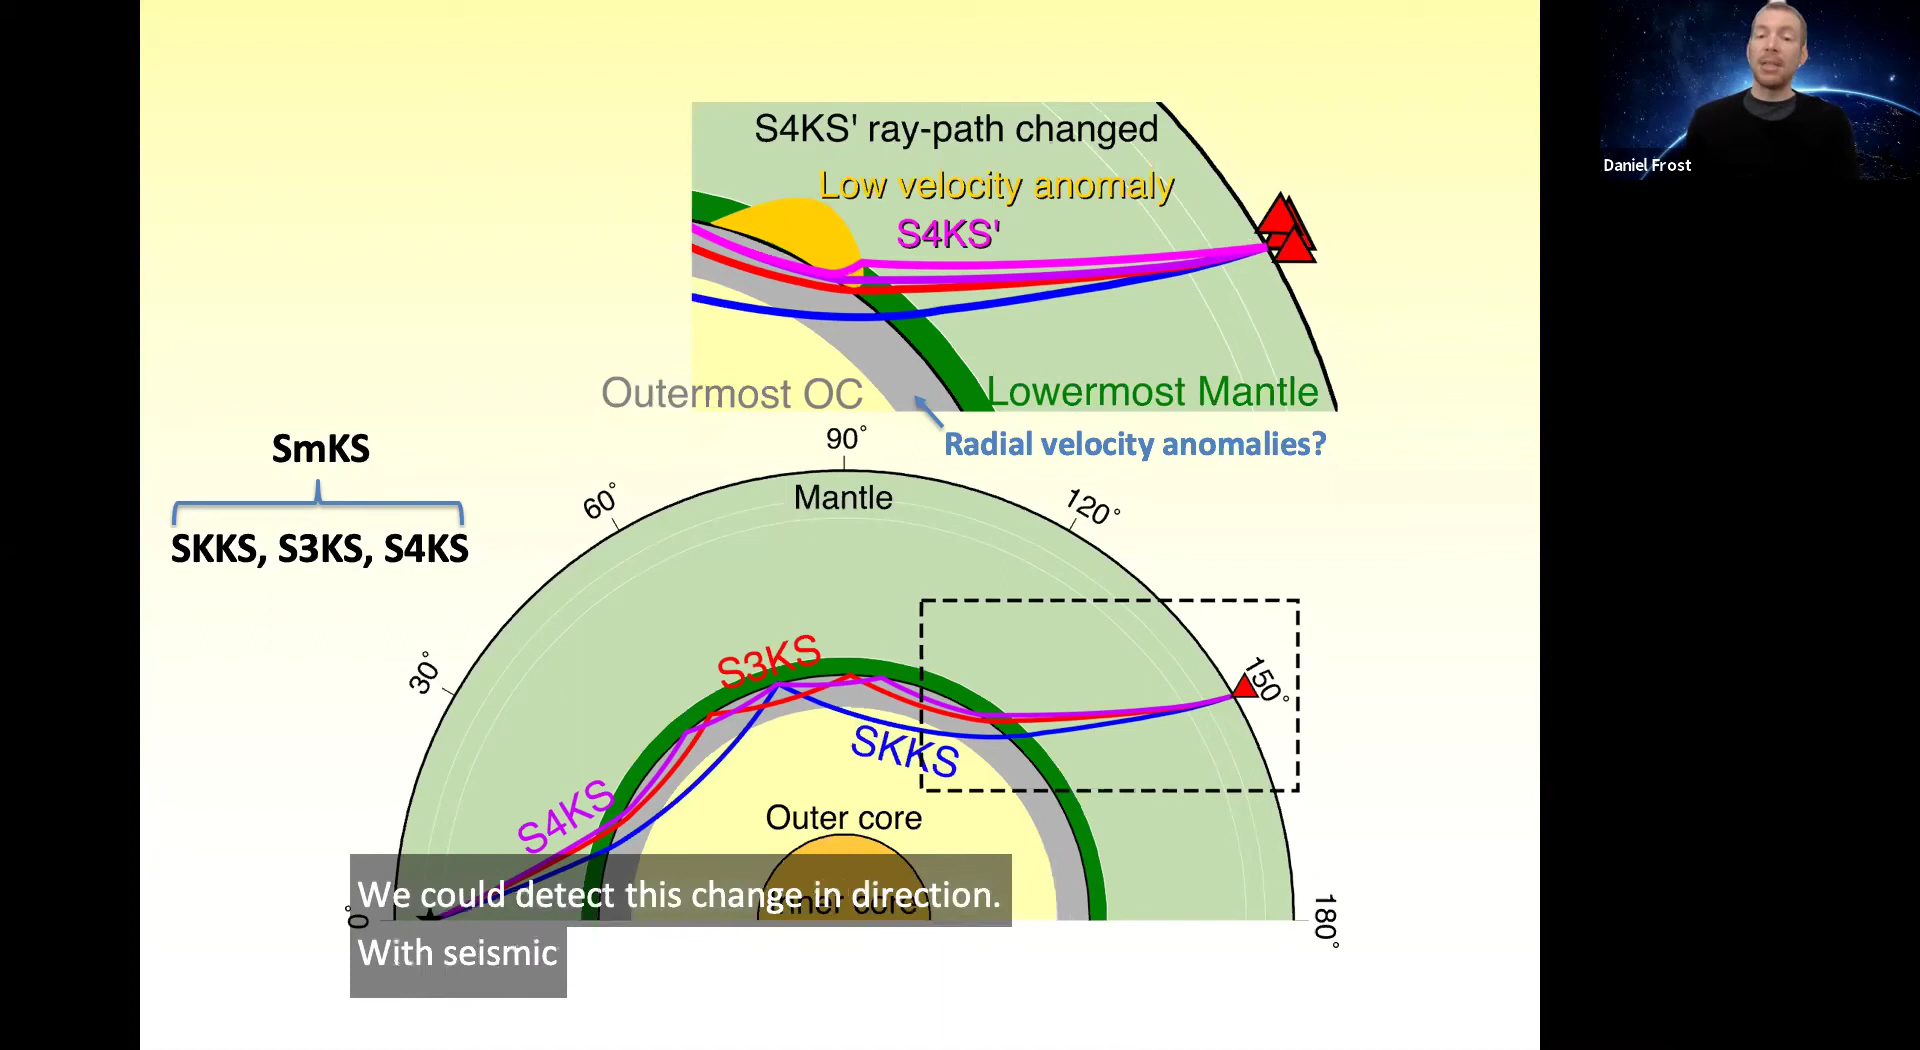 S4KS' ray-path changed
Low velocity anomaly
S4KS'
Outermost OC
Lowermost Mantle
Radial velocity anomalies?
SmKS
SKKS, S3KS, S4KS
0°
30°
60°
90°
120°
150°
180°
Mantle
S3KS
SKKS
S4KS
Outer core
Inner core
We could detect this change in direction.
With seismic
Daniel Frost